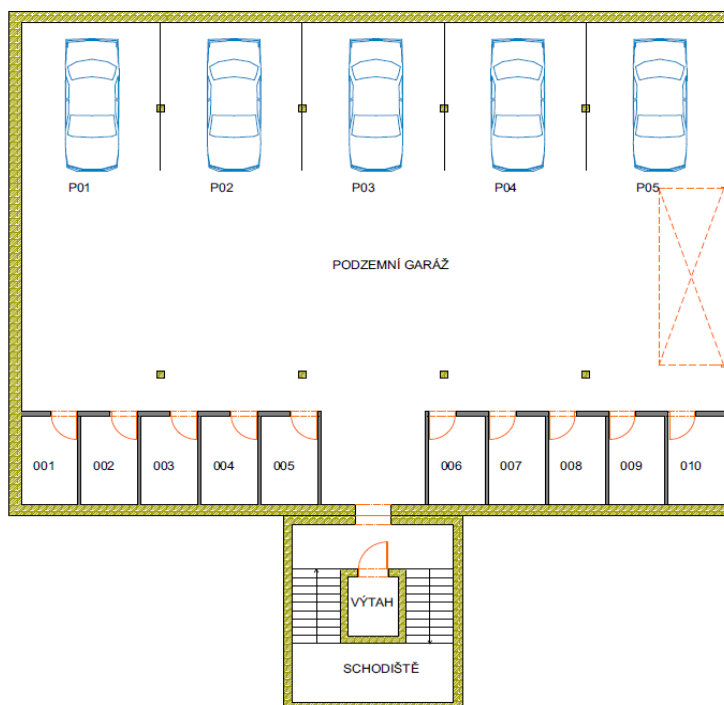 P01 P02 P03 P04 P05
PODZEMNÍ GARÁŽ
001 002 003 004 005 006 007 008 009 010
VÝTAH
SCHODIŠTĚ